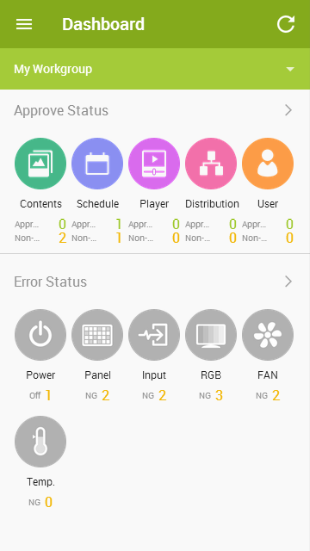 Dashboard
My Workgroup
Approve Status
Contents Schedule Player Distribution User
Appr... 0 Appr... 1 Appr... 0 Appr... 0 Appr... 0
Non-... 2 Non-... 1 Non-... 0 Non-... 0 Non-... 0
Error Status
Power Panel Input RGB FAN
Off 1 NG 2 NG 2 NG 3 NG 2
Temp.
NG 0